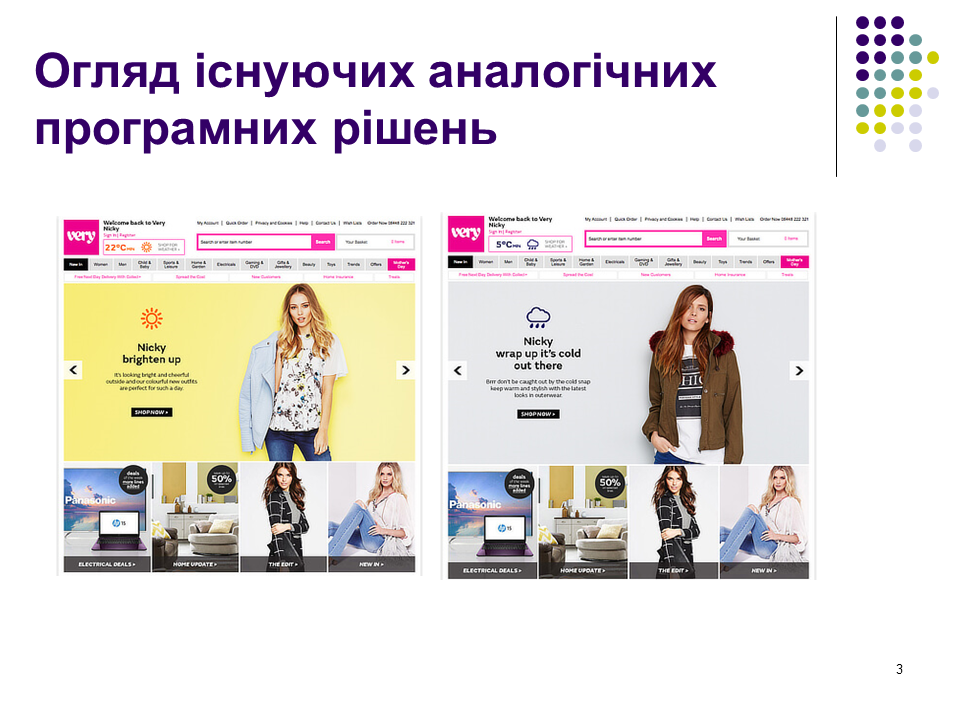 Огляд існуючих аналогічних
програмних рішень
very
Welcome back to Very
Nicky
Sign In | Register
22°C MIN
SHOP FOR
WEATHER >
My Account | Quick Order | Privacy and Cookies | Help | Contact Us | Wish Lists Order Now 08448 222 321
Search or enter item number
Search
Your Basket
0 items
New In Women Men Child & Baby Sports & Leisure Home & Garden Electricals Gaming & DVD Gifts & Jewellery Beauty Toys Trends Offers Mother's Day
Spread the Cost New Customers Home Insurance Treats
Nicky
brighten up
It's looking bright and cheerful
outside and our colourful new outfits
are perfect for such a day.
SHOP NOW >
Panasonic
deals
of the week
more lines
added
50%
ELECTRICAL DEALS >
HOME UPDATE >
THE EDIT >
NEW IN >
very
Welcome back to Very
Nicky
Sign In | Register
5°C MIN
SHOP FOR
WEATHER >
My Account | Quick Order | Privacy and Cookies | Help | Contact Us | Wish Lists Order Now 08448 222 321
Search or enter item number
Search
Your Basket
0 items
New In Women Men Child & Baby Sports & Leisure Home & Garden Electricals Gaming & DVD Gifts & Jewellery Beauty Toys Trends Offers Mother's Day
Spread the Cost New Customers Home Insurance Treats
Nicky
wrap up it's cold
out there
Brrr don't be caught out by the cold snap
keep warm and stylish with the latest
looks in outerwear.
SHOP NOW >
Panasonic
deals
of the week
more lines
added
50%
ELECTRICAL DEALS >
HOME UPDATE >
THE EDIT >
NEW IN >
3